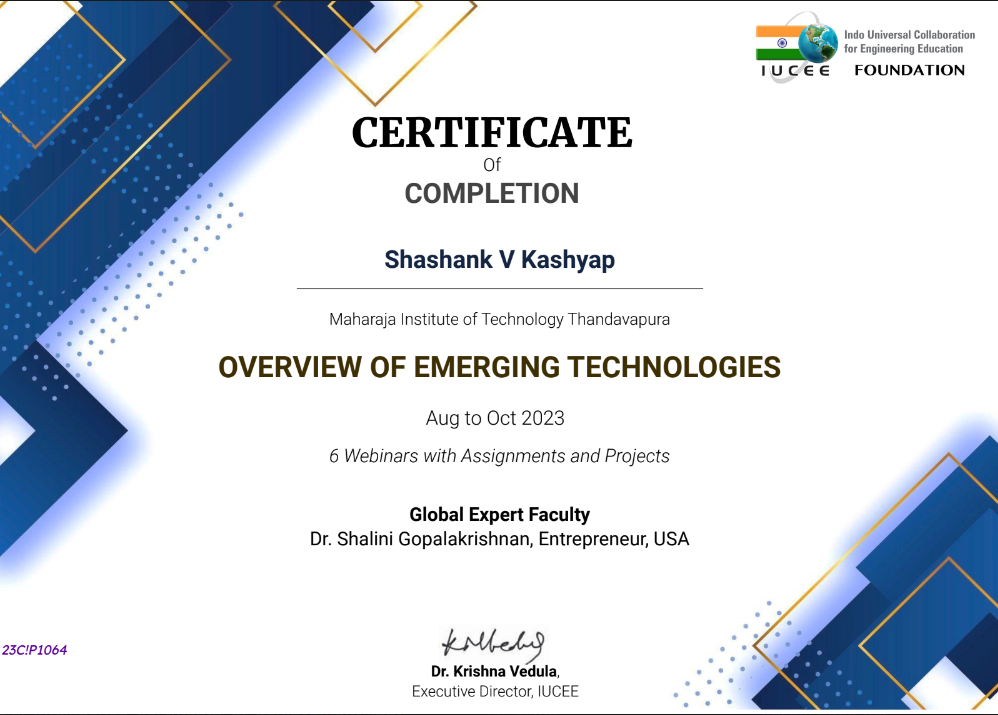 Indo Universal Collaboration
for Engineering Education
IUCEE FOUNDATION
CERTIFICATE
Of
COMPLETION
Shashank V Kashyap
Maharaja Institute of Technology Thandavapura
OVERVIEW OF EMERGING TECHNOLOGIES
Aug to Oct 2023
6 Webinars with Assignments and Projects
Global Expert Faculty
Dr. Shalini Gopalakrishnan, Entrepreneur, USA
23C!P1064
Dr. Krishna Vedula,
Executive Director, IUCEE